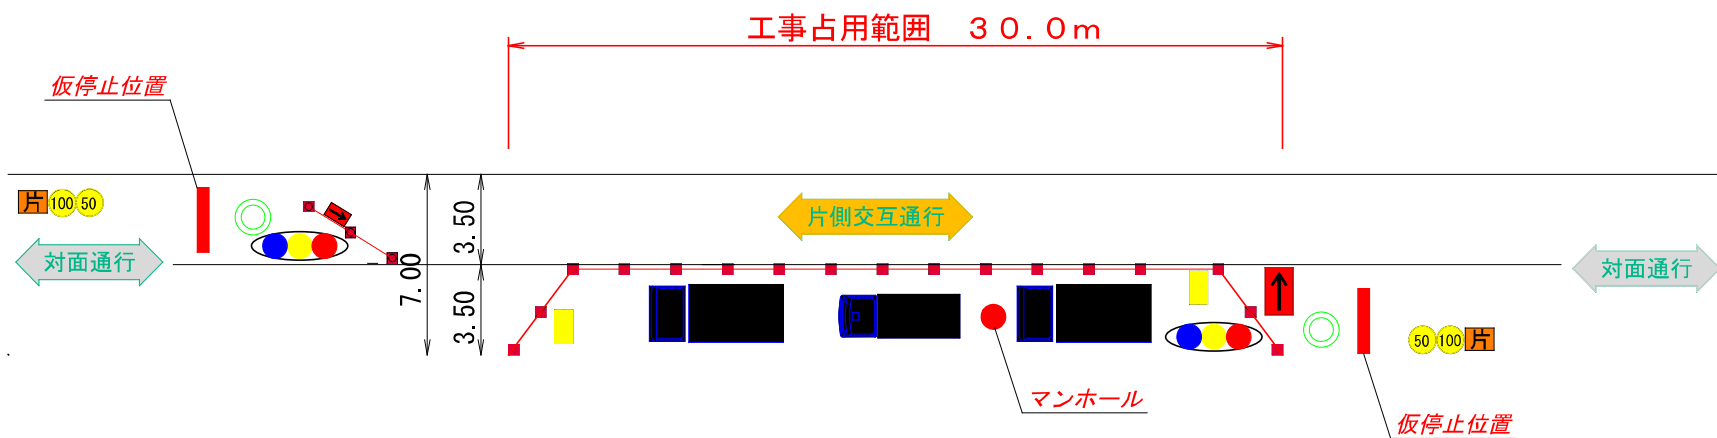 工事占用範囲　３０.０ｍ
仮停止位置
片 100 50
対面通行
7.00
3.50
3.50
片側交互通行
対面通行
50 100 片
マンホール
仮停止位置